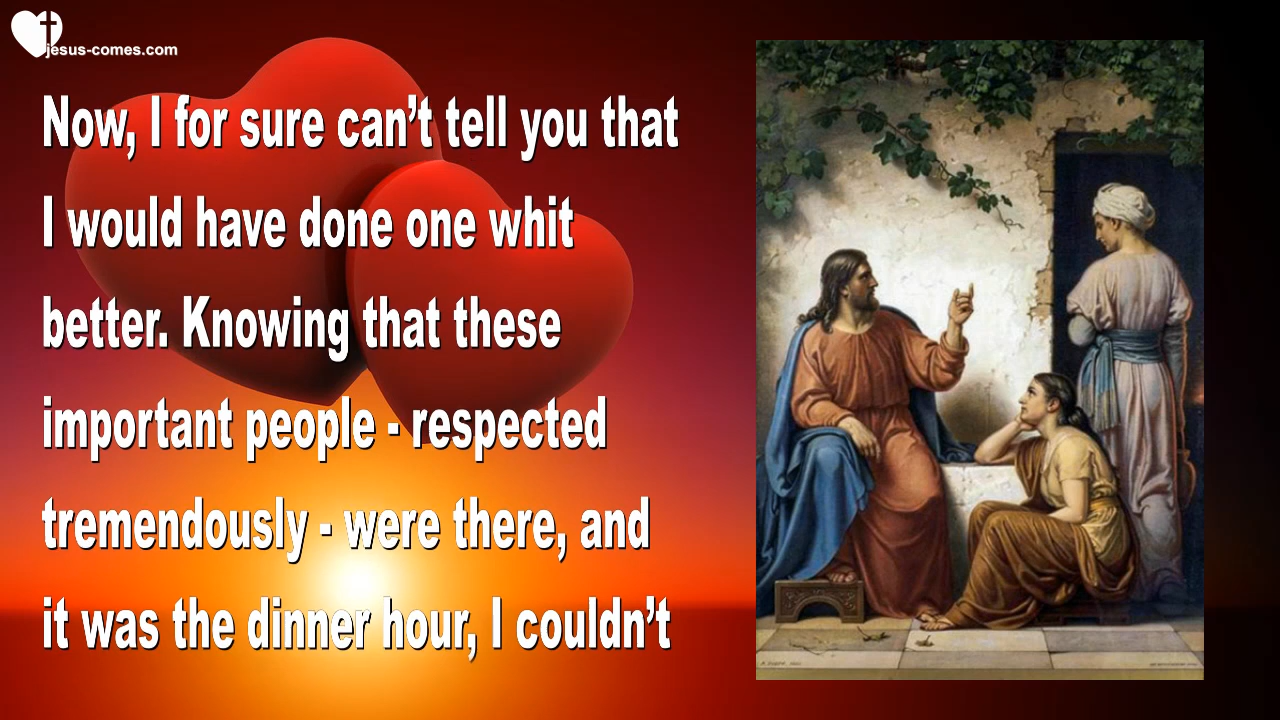 jesus-comes.com
Now, I for sure can’t tell you that
I would have done one whit
better. Knowing that these
important people - respected
tremendously - were there, and
it was the dinner hour, I couldn’t